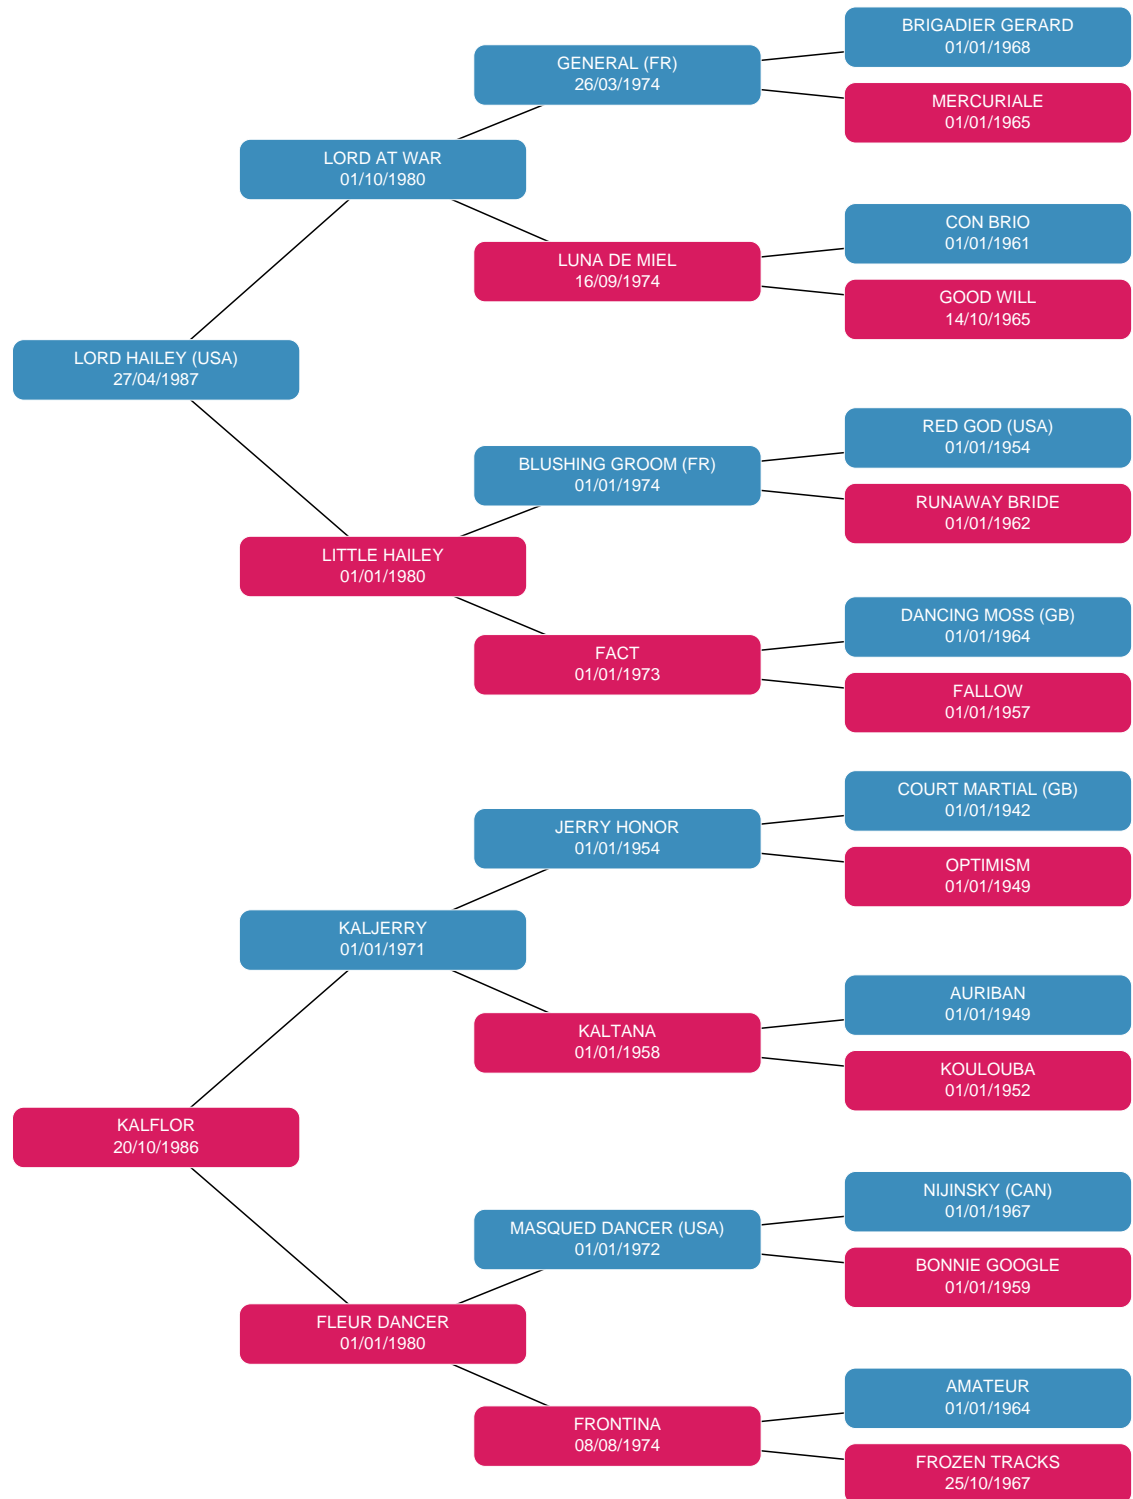 BRIGADIER GERARD
01/01/1968
GENERAL (FR)
26/03/1974
MERCURIALE
01/01/1965
LORD AT WAR
01/10/1980
CON BRIO
01/01/1961
LUNA DE MIEL
16/09/1974
GOOD WILL
14/10/1965
LORD HAILEY (USA)
27/04/1987
RED GOD (USA)
01/01/1954
BLUSHING GROOM (FR)
01/01/1974
RUNAWAY BRIDE
01/01/1962
LITTLE HAILEY
01/01/1980
DANCING MOSS (GB)
01/01/1964
FACT
01/01/1973
FALLOW
01/01/1957
COURT MARTIAL (GB)
01/01/1942
JERRY HONOR
01/01/1954
OPTIMISM
01/01/1949
KALJERRY
01/01/1971
AURIBAN
01/01/1949
KALTANA
01/01/1958
KOULOUBA
01/01/1952
KALFLOR
20/10/1986
NIJINSKY (CAN)
01/01/1967
MASQUED DANCER (USA)
01/01/1972
BONNIE GOOGLE
01/01/1959
FLEUR DANCER
01/01/1980
AMATEUR
01/01/1964
FRONTINA
08/08/1974
FROZEN TRACKS
25/10/1967